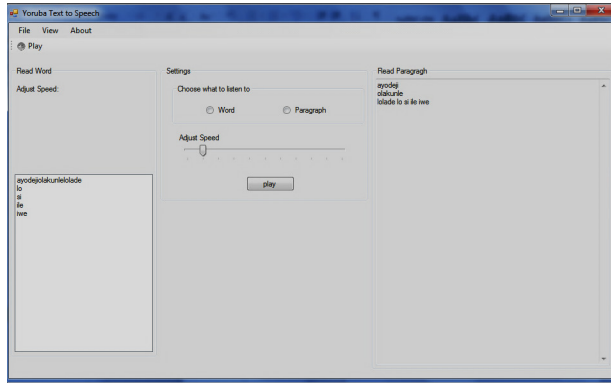 Yoruba Text to Speech
File View About
Play
Read Word
Adjust Speed:
ayodejiolakunlelolade
lo
si
ile
iwe
Settings
Choose what to listen to
Word Paragraph
Adjust Speed
play
Read Paragragh
ayodeji
olakunle
lolade lo si ile iwe